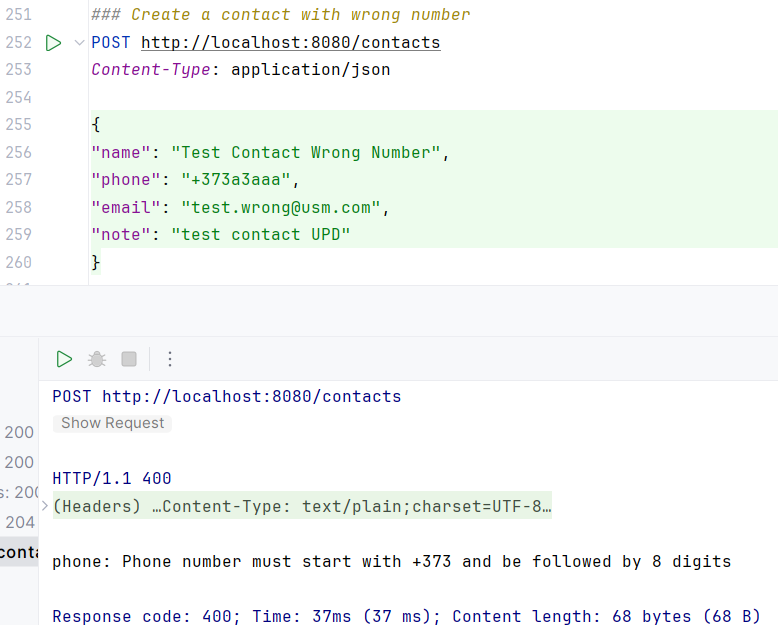 251 ### Create a contact with wrong number
252 POST http://localhost:8080/contacts
253 Content-Type: application/json
254
255 {
256 "name": "Test Contact Wrong Number",
257 "phone": "+373a3aaa",
258 "email": "test.wrong@usm.com",
259 "note": "test contact UPD"
260 }
POST http://localhost:8080/contacts
Show Request
200
HTTP/1.1 400
200
s: 200
(Headers) …Content-Type: text/plain;charset=UTF-8…
204
conta
phone: Phone number must start with +373 and be followed by 8 digits
Response code: 400; Time: 37ms (37 ms); Content length: 68 bytes (68 B)